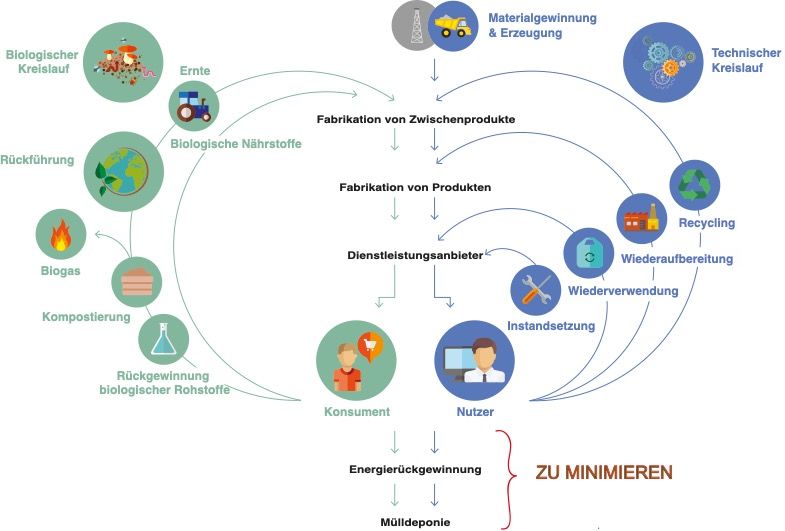 Materialgewinnung
& Erzeugung
Biologischer
Kreislauf
Technischer
Kreislauf
Ernte
Fabrikation von Zwischenprodukte
Biologische Nährstoffe
Rückführung
Fabrikation von Produkten
Recycling
Dienstleistungsanbieter
Wiederaufbereitung
Biogas
Wiederverwendung
Kompostierung
Instandsetzung
Rückgewinnung
biologischer Rohstoffe
Konsument
Nutzer
Energierückgewinnung
ZU MINIMIEREN
Mülldeponie